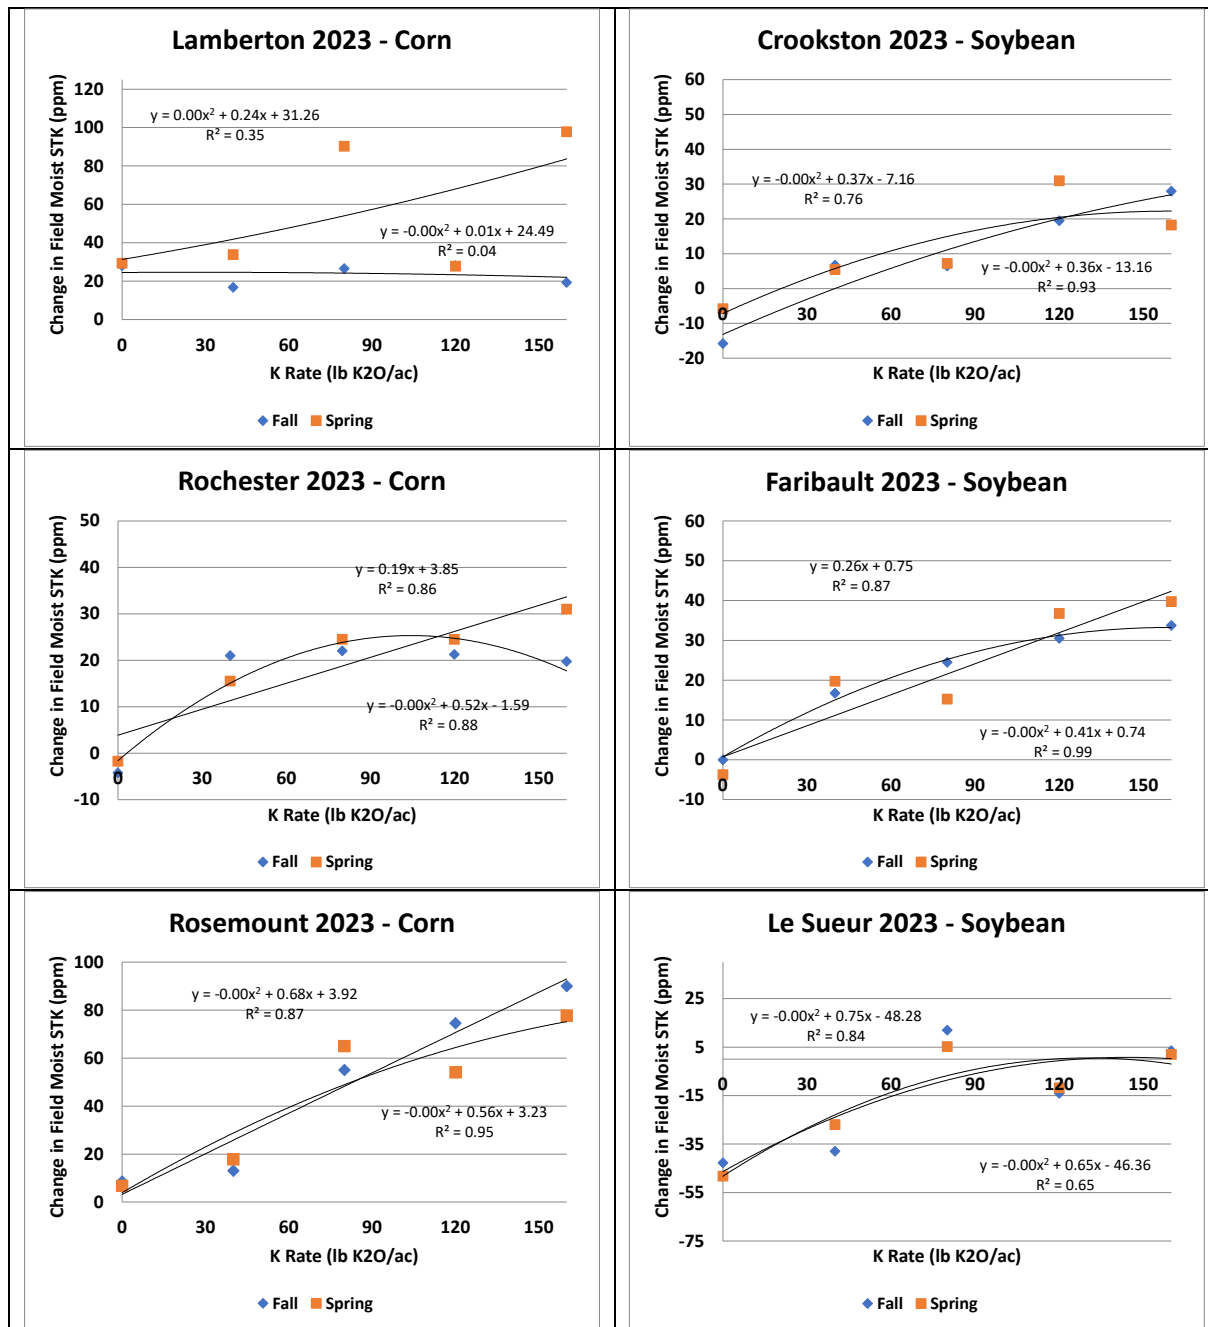 Lamberton 2023 - Corn
Change in Field Moist STK (ppm)
120
100
80
60
40
20
0
y = 0.00x² + 0.24x + 31.26
R² = 0.35
y = -0.00x² + 0.01x + 24.49
R² = 0.04
0 30 60 90 120 150
K Rate (lb K2O/ac)
Fall Spring
Crookston 2023 - Soybean
Change in Field Moist STK (ppm)
60
50
40
30
20
10
0
-10
-20
y = -0.00x² + 0.37x - 7.16
R² = 0.76
y = -0.00x² + 0.36x - 13.16
R² = 0.93
0 30 60 90 120 150
K Rate (lb K2O/ac)
Fall Spring
Rochester 2023 - Corn
Change in Field Moist STK (ppm)
50
40
30
20
10
0
-10
y = 0.19x + 3.85
R² = 0.86
y = -0.00x² + 0.52x - 1.59
R² = 0.88
0 30 60 90 120 150
K Rate (lb K2O/ac)
Fall Spring
Faribault 2023 - Soybean
Change in Field Moist STK (ppm)
60
50
40
30
20
10
0
-10
y = 0.26x + 0.75
R² = 0.87
y = -0.00x² + 0.41x + 0.74
R² = 0.99
0 30 60 90 120 150
K Rate (lb K2O/ac)
Fall Spring
Rosemount 2023 - Corn
Change in Field Moist STK (ppm)
100
80
60
40
20
0
y = -0.00x² + 0.68x + 3.92
R² = 0.87
y = -0.00x² + 0.56x + 3.23
R² = 0.95
0 30 60 90 120 150
K Rate (lb K2O/ac)
Fall Spring
Le Sueur 2023 - Soybean
Change in Field Moist STK (ppm)
25
5
-15
-35
-55
-75
y = -0.00x² + 0.75x - 48.28
R² = 0.84
y = -0.00x² + 0.65x - 46.36
R² = 0.65
0 30 60 90 120 150
K Rate (lb K2O/ac)
Fall Spring